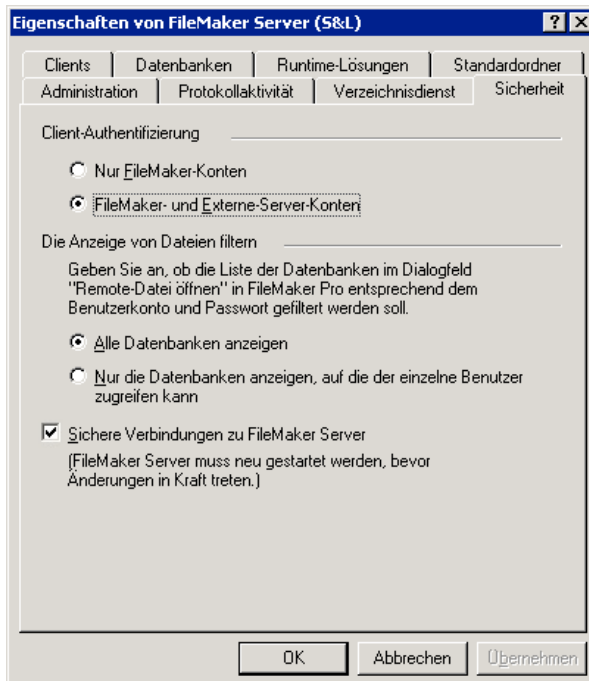 Eigenschaften von FileMaker Server (S&L)
Clients Datenbanken Runtime-Lösungen Standardordner
Administration Protokollaktivität Verzeichnisdienst Sicherheit
Client-Authentifizierung
Nur FileMaker-Konten
FileMaker- und Externe-Server-Konten
Die Anzeige von Dateien filtern
Geben Sie an, ob die Liste der Datenbanken im Dialogfeld
"Remote-Datei öffnen" in FileMaker Pro entsprechend dem
Benutzerkonto und Passwort gefiltert werden soll.
Alle Datenbanken anzeigen
Nur die Datenbanken anzeigen, auf die der einzelne Benutzer
zugreifen kann
Sichere Verbindungen zu FileMaker Server
(FileMaker Server muss neu gestartet werden, bevor
Änderungen in Kraft treten.)
OK Abbrechen Übernehmen